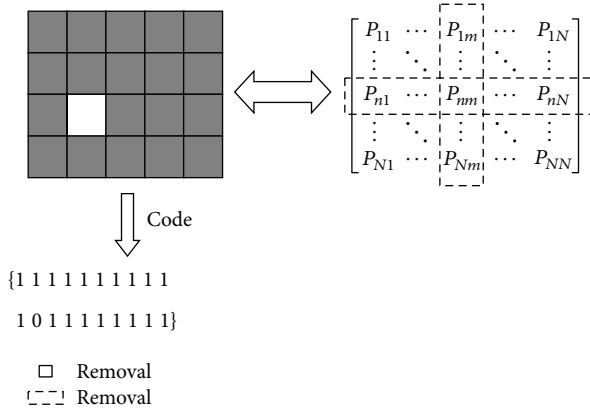 P11 ⋯ P1m ⋯ P1N
⋮ ⋱ ⋮ ⋱ ⋮
Pn1 ⋯ Pnm ⋯ PnN
⋮ ⋱ ⋮ ⋱ ⋮
PN1 ⋯ PNm ⋯ PNN
Code
{1 1 1 1 1 1 1 1 1 1
1 0 1 1 1 1 1 1 1 1}
Removal
Removal